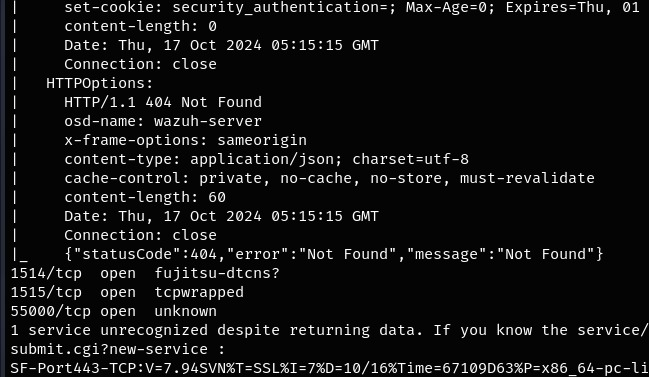 |     set-cookie: security_authentication=; Max-Age=0; Expires=Thu, 01
|     content-length: 0
|     Date: Thu, 17 Oct 2024 05:15:15 GMT
|     Connection: close
|   HTTPOptions:
|     HTTP/1.1 404 Not Found
|     osd-name: wazuh-server
|     x-frame-options: sameorigin
|     content-type: application/json; charset=utf-8
|     cache-control: private, no-cache, no-store, must-revalidate
|     content-length: 60
|     Date: Thu, 17 Oct 2024 05:15:15 GMT
|     Connection: close
|_    {"statusCode":404,"error":"Not Found","message":"Not Found"}
1514/tcp  open  fujitsu-dtcns?
1515/tcp  open  tcpwrapped
55000/tcp open  unknown
1 service unrecognized despite returning data. If you know the service/
submit.cgi?new-service :
SF-Port443-TCP:V=7.94SVN%T=SSL%I=7%D=10/16%Time=67109D63%P=x86_64-pc-li